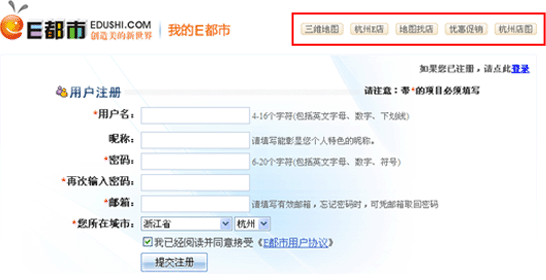 E都市 EDUSHI.COM 创造美的新世界 | 我的E都市
三维地图 杭州E店 地图找店 优惠促销 杭州店图
如果您已注册，请点此登录
用户注册 请注意：带*的项目必须填写
*用户名： 4-16个字符(包括英文字母、数字、下划线)
昵称： 请填写能彰显您个人特色的昵称。
*密码： 6-20个字符(包括英文字母、数字、符号)
*再次输入密码：
*邮箱： 请填写有效邮箱，忘记密码时，可凭邮箱取回密码
*您所在城市： 浙江省 杭州
我已经阅读并同意接受《E都市用户协议》
提交注册